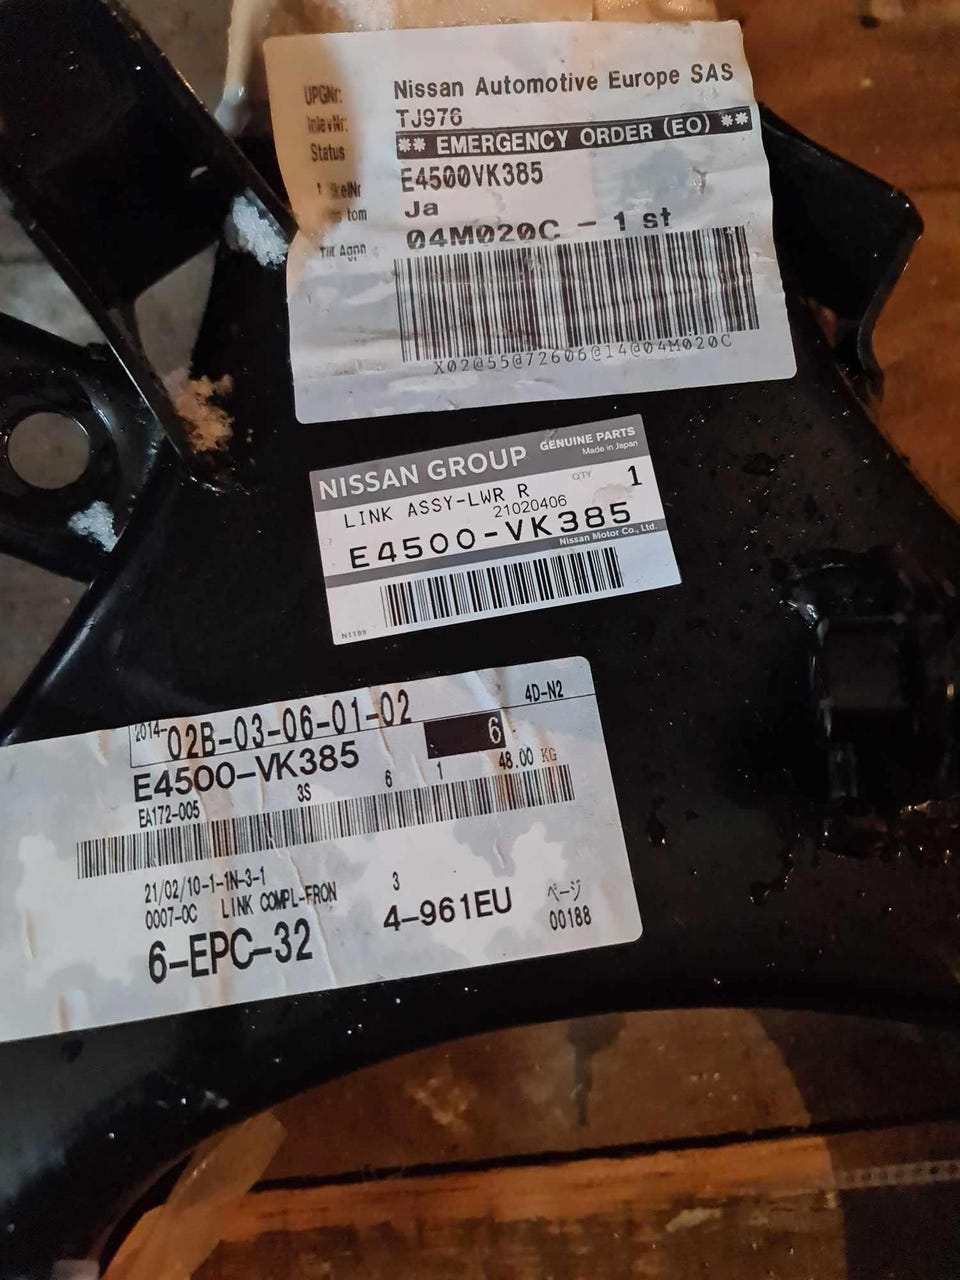 UPGNr: Nissan Automotive Europe SAS
InlevNr: TJ976
Status ** EMERGENCY ORDER (EO) **
E4500VK385
tom Ja
04M020C - 1 st
X02@55@72606@14@04M020C
NISSAN GROUP GENUINE PARTS
Made in Japan
LINK ASSY-LWR R QTY 1
21020406
E4500-VK385
Nissan Motor Co., Ltd.
N1199
2014-02B-03-06-01-02 4D-N2
E4500-VK385 6
EA172-005 3S 6 1 48.00 KG
21/02/10-1-1N-3-1
0007-0C LINK COMPL-FRON 3
6-EPC-32 4-961EU ページ
00188